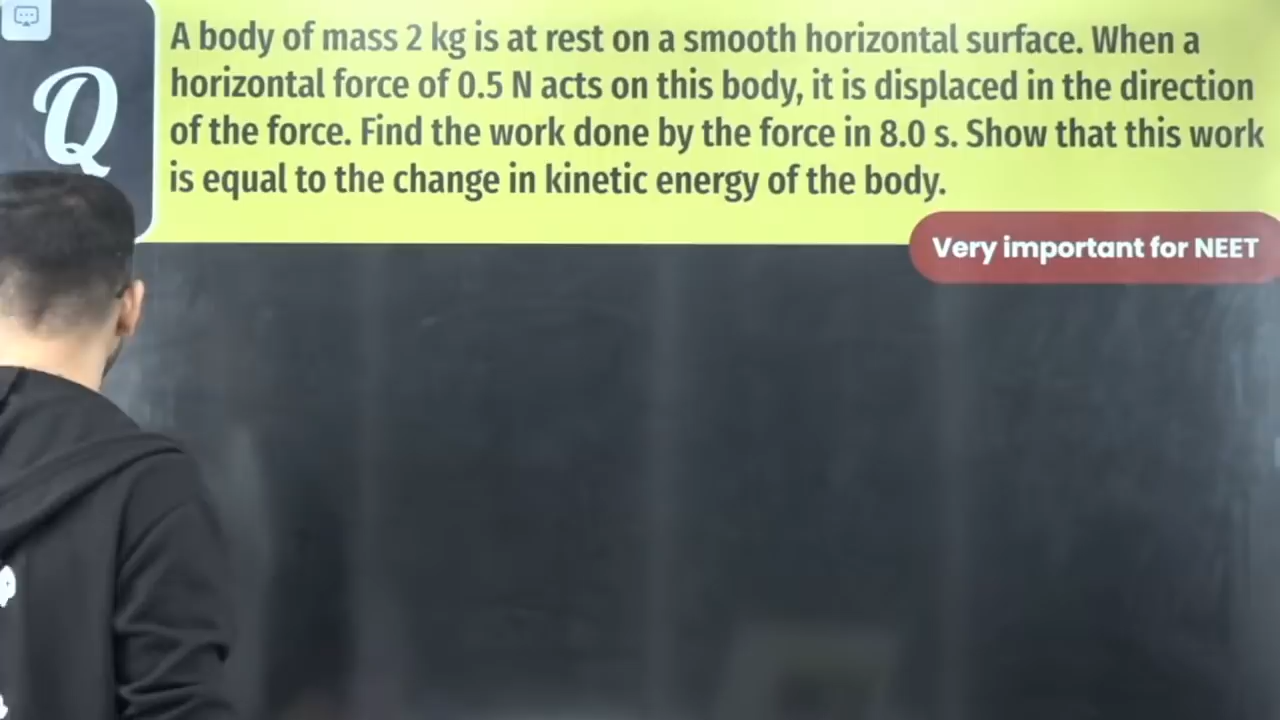 Q
A body of mass 2 kg is at rest on a smooth horizontal surface. When a
horizontal force of 0.5 N acts on this body, it is displaced in the direction
of the force. Find the work done by the force in 8.0 s. Show that this work
is equal to the change in kinetic energy of the body.
Very important for NEET